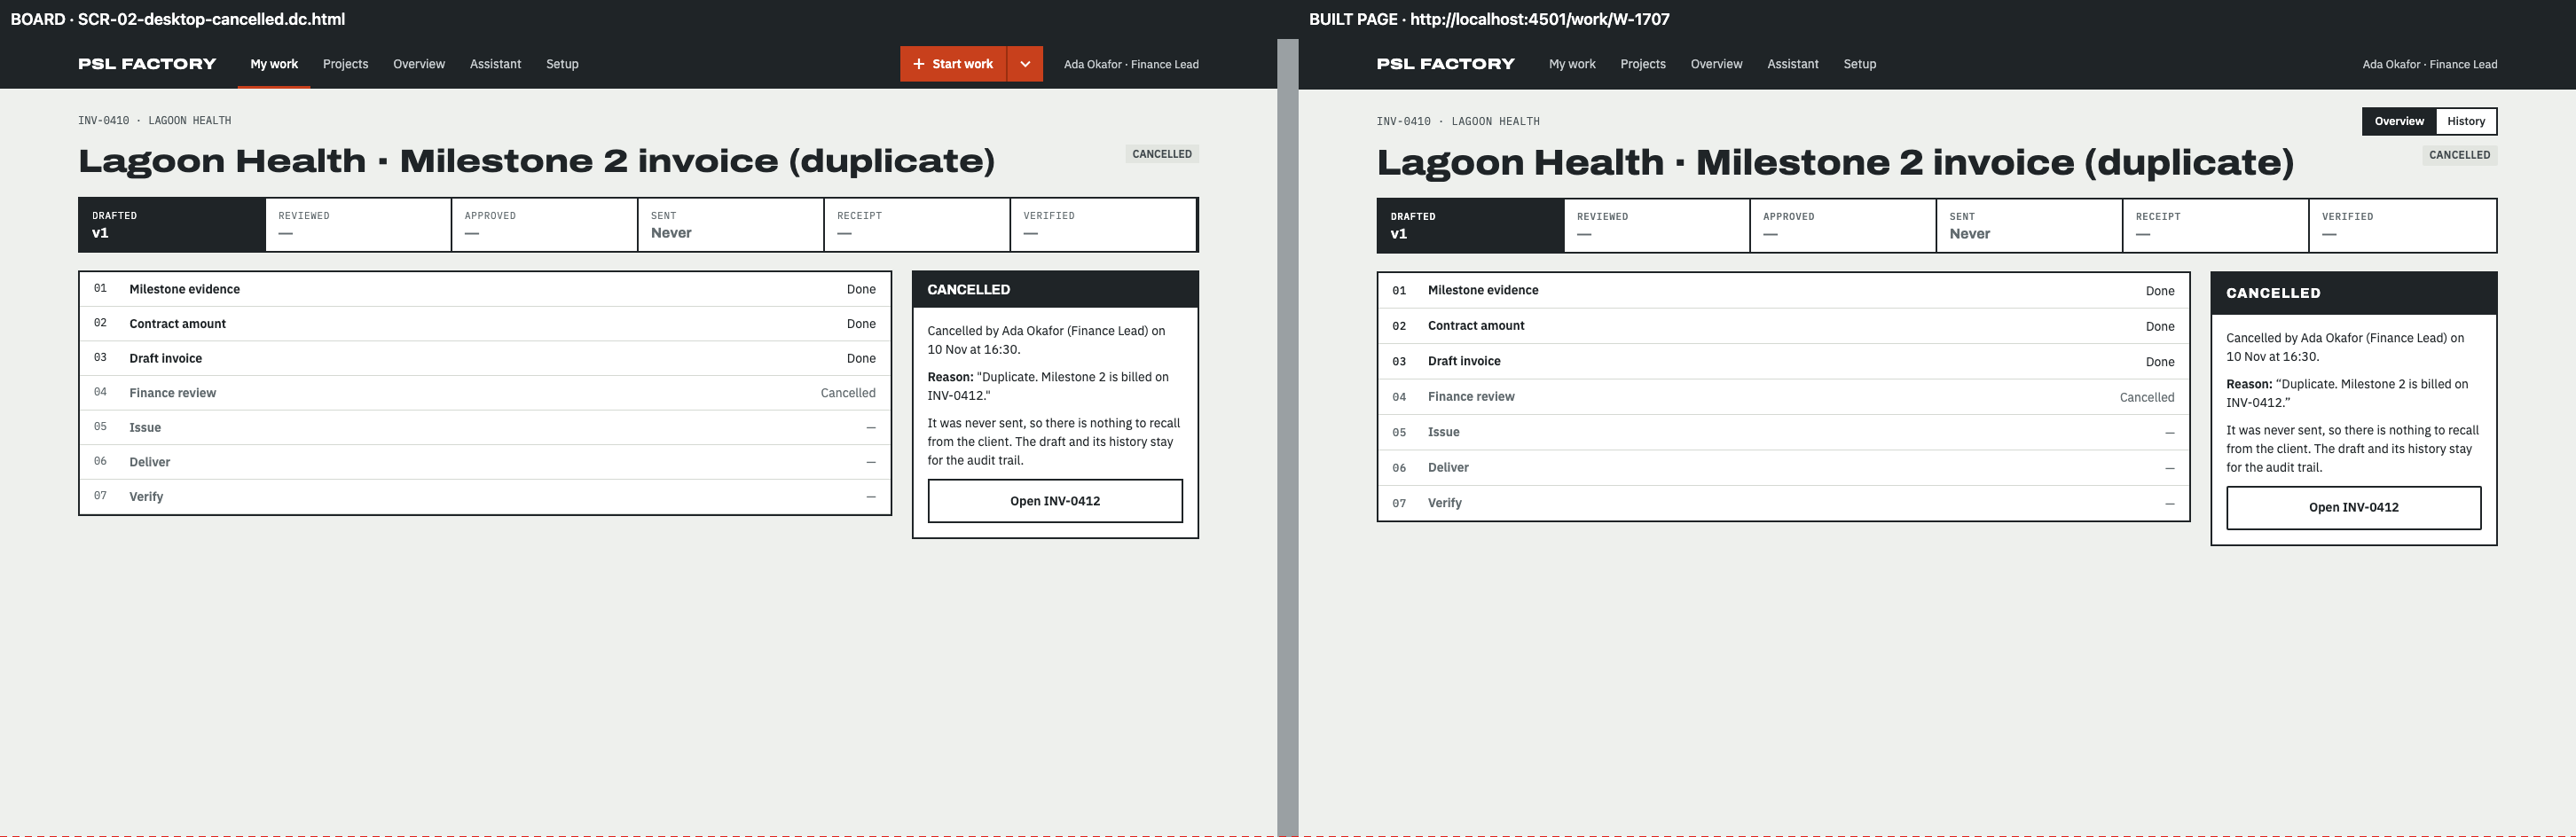 BOARD · SCR-02-desktop-cancelled.dc.html
PSL FACTORY My work Projects Overview Assistant Setup + Start work Ada Okafor · Finance Lead
INV-0410 · LAGOON HEALTH
Lagoon Health · Milestone 2 invoice (duplicate) CANCELLED
DRAFTED REVIEWED APPROVED SENT RECEIPT VERIFIED
v1 — — Never — —
01 Milestone evidence Done
02 Contract amount Done
03 Draft invoice Done
04 Finance review Cancelled
05 Issue —
06 Deliver —
07 Verify —
CANCELLED
Cancelled by Ada Okafor (Finance Lead) on
10 Nov at 16:30.
Reason: "Duplicate. Milestone 2 is billed on
INV-0412."
It was never sent, so there is nothing to recall
from the client. The draft and its history stay
for the audit trail.
Open INV-0412
BUILT PAGE · http://localhost:4501/work/W-1707
PSL FACTORY My work Projects Overview Assistant Setup Ada Okafor · Finance Lead
INV-0410 · LAGOON HEALTH Overview History
Lagoon Health · Milestone 2 invoice (duplicate) CANCELLED
DRAFTED REVIEWED APPROVED SENT RECEIPT VERIFIED
v1 — — Never — —
01 Milestone evidence Done
02 Contract amount Done
03 Draft invoice Done
04 Finance review Cancelled
05 Issue —
06 Deliver —
07 Verify —
CANCELLED
Cancelled by Ada Okafor (Finance Lead) on
10 Nov at 16:30.
Reason: “Duplicate. Milestone 2 is billed on
INV-0412.”
It was never sent, so there is nothing to recall
from the client. The draft and its history stay
for the audit trail.
Open INV-0412